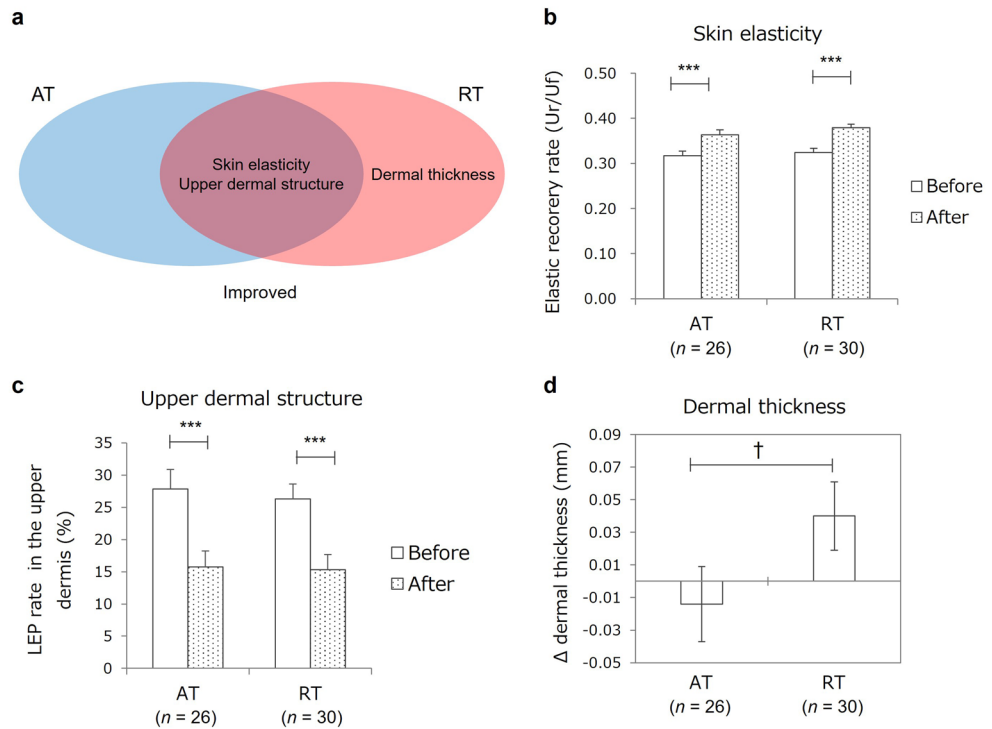 a
AT
RT
Skin elasticity
Upper dermal structure
Dermal thickness
Improved
b
Skin elasticity
Elastic recorery rate (Ur/Uf)
0.50
0.40
0.30
0.20
0.10
0.00
***
***
AT
(n = 26)
RT
(n = 30)
Before
After
c
Upper dermal structure
LEP rate in the upper
dermis (%)
35
30
25
20
15
10
5
0
***
***
AT
(n = 26)
RT
(n = 30)
Before
After
d
Dermal thickness
Δ dermal thickness (mm)
0.09
0.07
0.05
0.03
0.01
-0.01
-0.03
-0.05
†
AT
(n = 26)
RT
(n = 30)